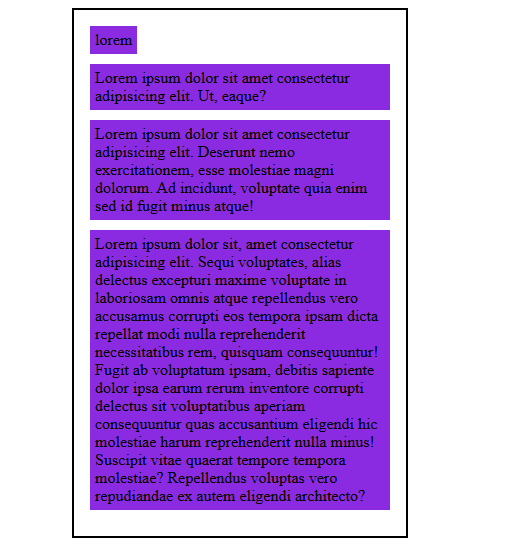 lorem
Lorem ipsum dolor sit amet consectetur
adipisicing elit. Ut, eaque?
Lorem ipsum dolor sit amet consectetur
adipisicing elit. Deserunt nemo
exercitationem, esse molestiae magni
dolorum. Ad incidunt, voluptate quia enim
sed id fugit minus atque!
Lorem ipsum dolor sit, amet consectetur
adipisicing elit. Sequi voluptates, alias
delectus excepturi maxime voluptate in
laboriosam omnis atque repellendus vero
accusamus corrupti eos tempora ipsam dicta
repellat modi nulla reprehenderit
necessitatibus rem, quisquam consequuntur!
Fugit ab voluptatum ipsam, debitis sapiente
dolor ipsa earum rerum inventore corrupti
delectus sit voluptatibus aperiam
consequuntur quas accusantium eligendi hic
molestiae harum reprehenderit nulla minus!
Suscipit vitae quaerat tempore tempora
molestiae? Repellendus voluptas vero
repudiandae ex autem eligendi architecto?